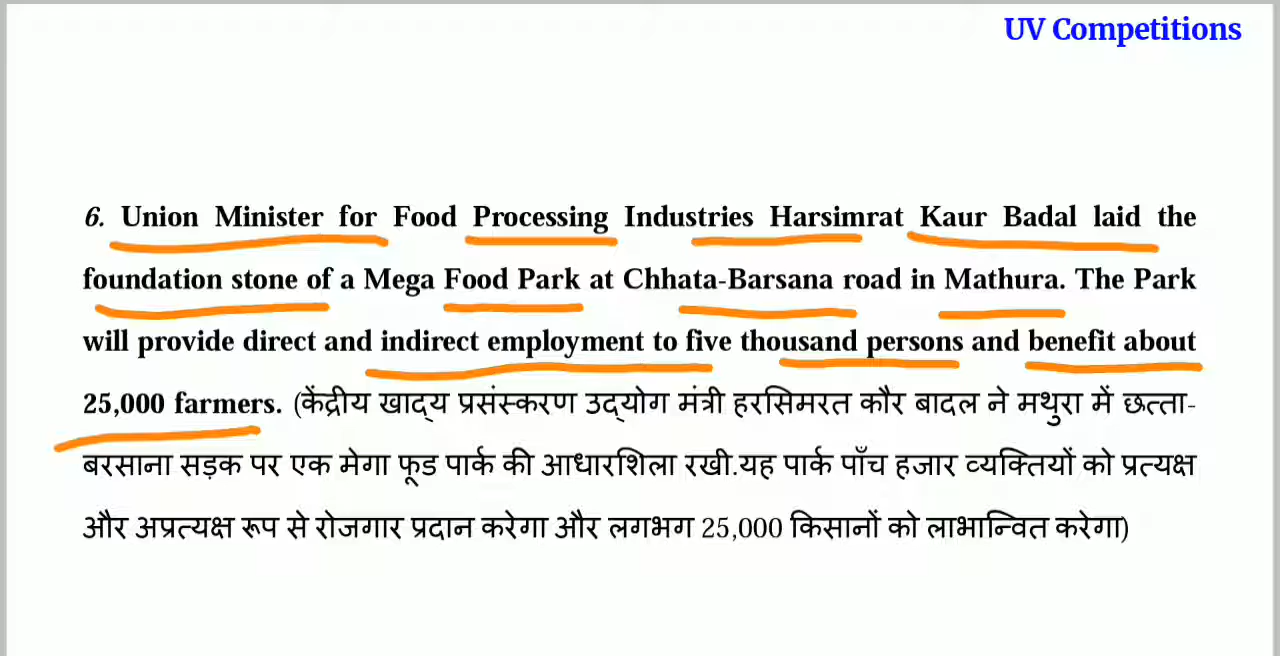 UV Competitions
6. Union Minister for Food Processing Industries Harsimrat Kaur Badal laid the
foundation stone of a Mega Food Park at Chhata-Barsana road in Mathura. The Park
will provide direct and indirect employment to five thousand persons and benefit about
25,000 farmers. (केंद्रीय खाद्य प्रसंस्करण उद्योग मंत्री हरसिमरत कौर बादल ने मथुरा में छत्ता-
बरसाना सड़क पर एक मेगा फूड पार्क की आधारशिला रखी.यह पार्क पाँच हजार व्यक्तियों को प्रत्यक्ष
और अप्रत्यक्ष रूप से रोजगार प्रदान करेगा और लगभग 25,000 किसानों को लाभान्वित करेगा)